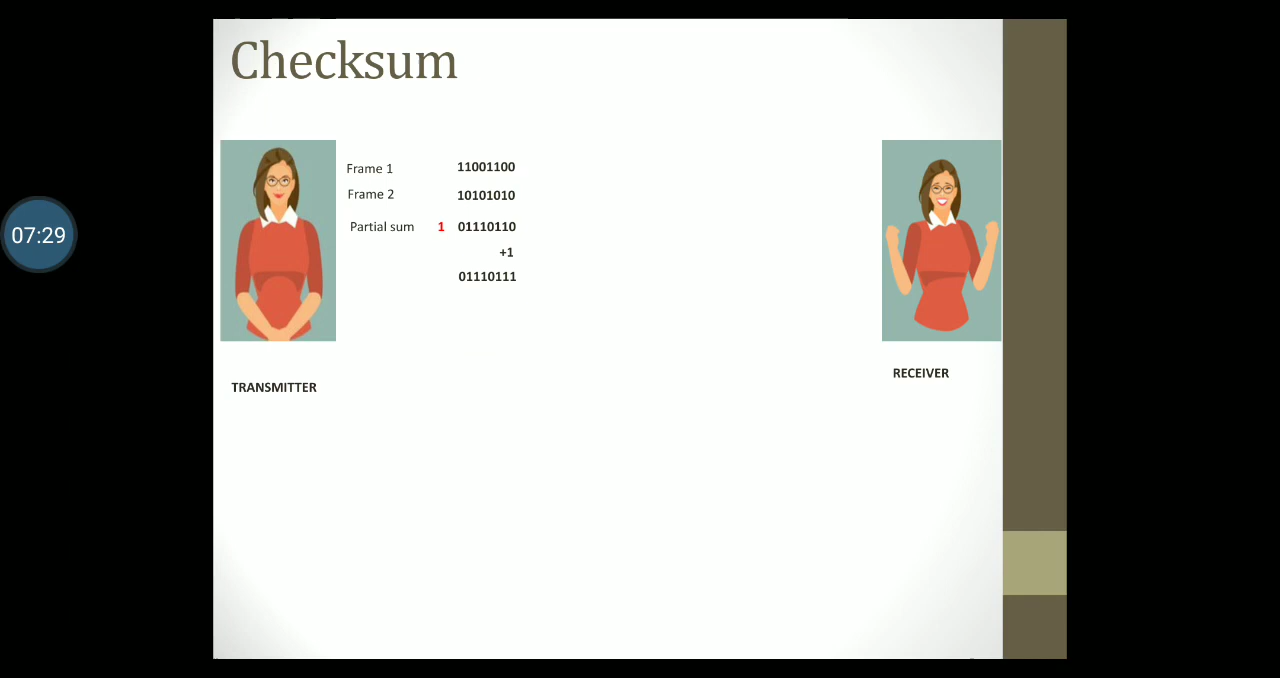 Checksum
07:29
Frame 1 11001100
Frame 2 10101010
Partial sum 1 01110110
+1
01110111
TRANSMITTER
RECEIVER